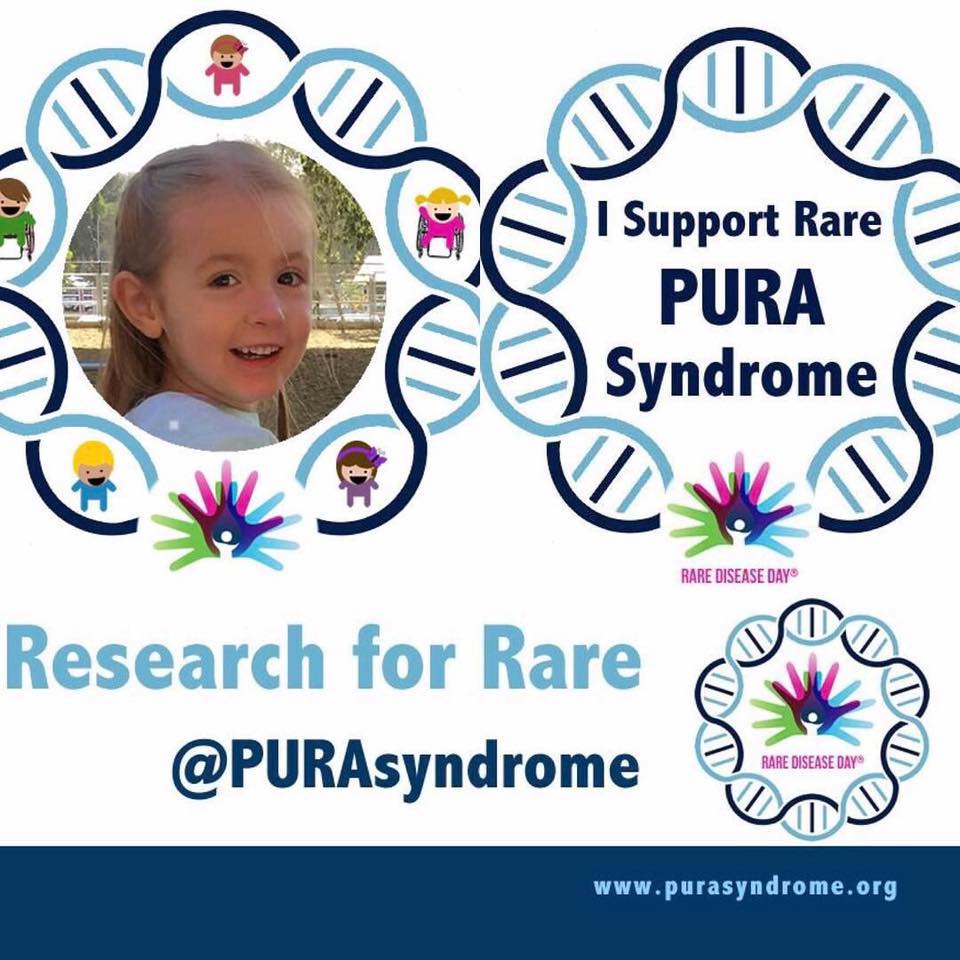 I Support Rare
PURA
Syndrome
RARE DISEASE DAY®
Research for Rare
@PURAsyndrome
RARE DISEASE DAY®
www.purasyndrome.org